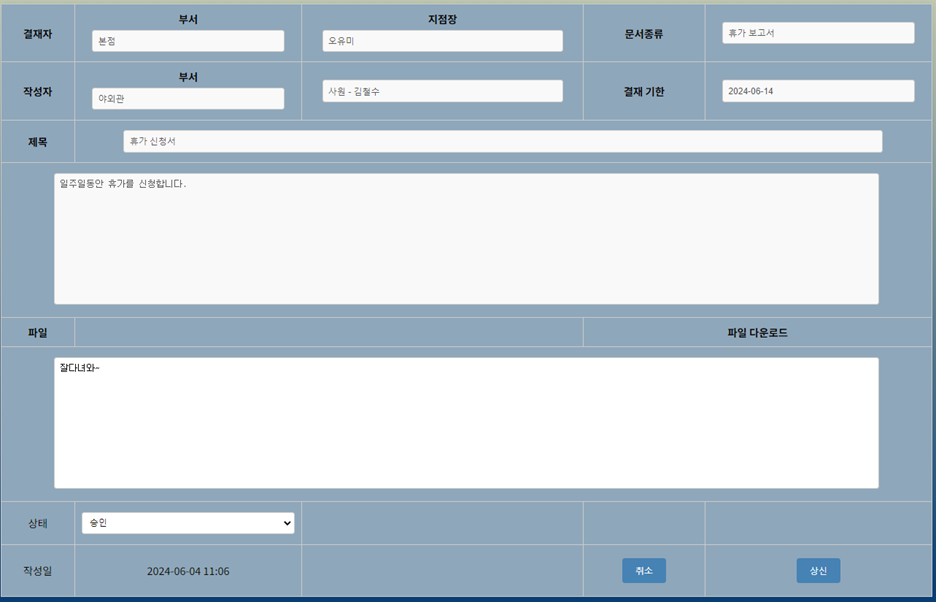 결재자
부서
본점
지점장
오유미
문서종류
휴가 보고서
작성자
부서
야외관
사원 - 김철수
결재 기한
2024-06-14
제목
휴가 신청서
일주일동안 휴가를 신청합니다.
파일
파일 다운로드
잘다녀와~
상태
승인
작성일
2024-06-04 11:06
취소
상신